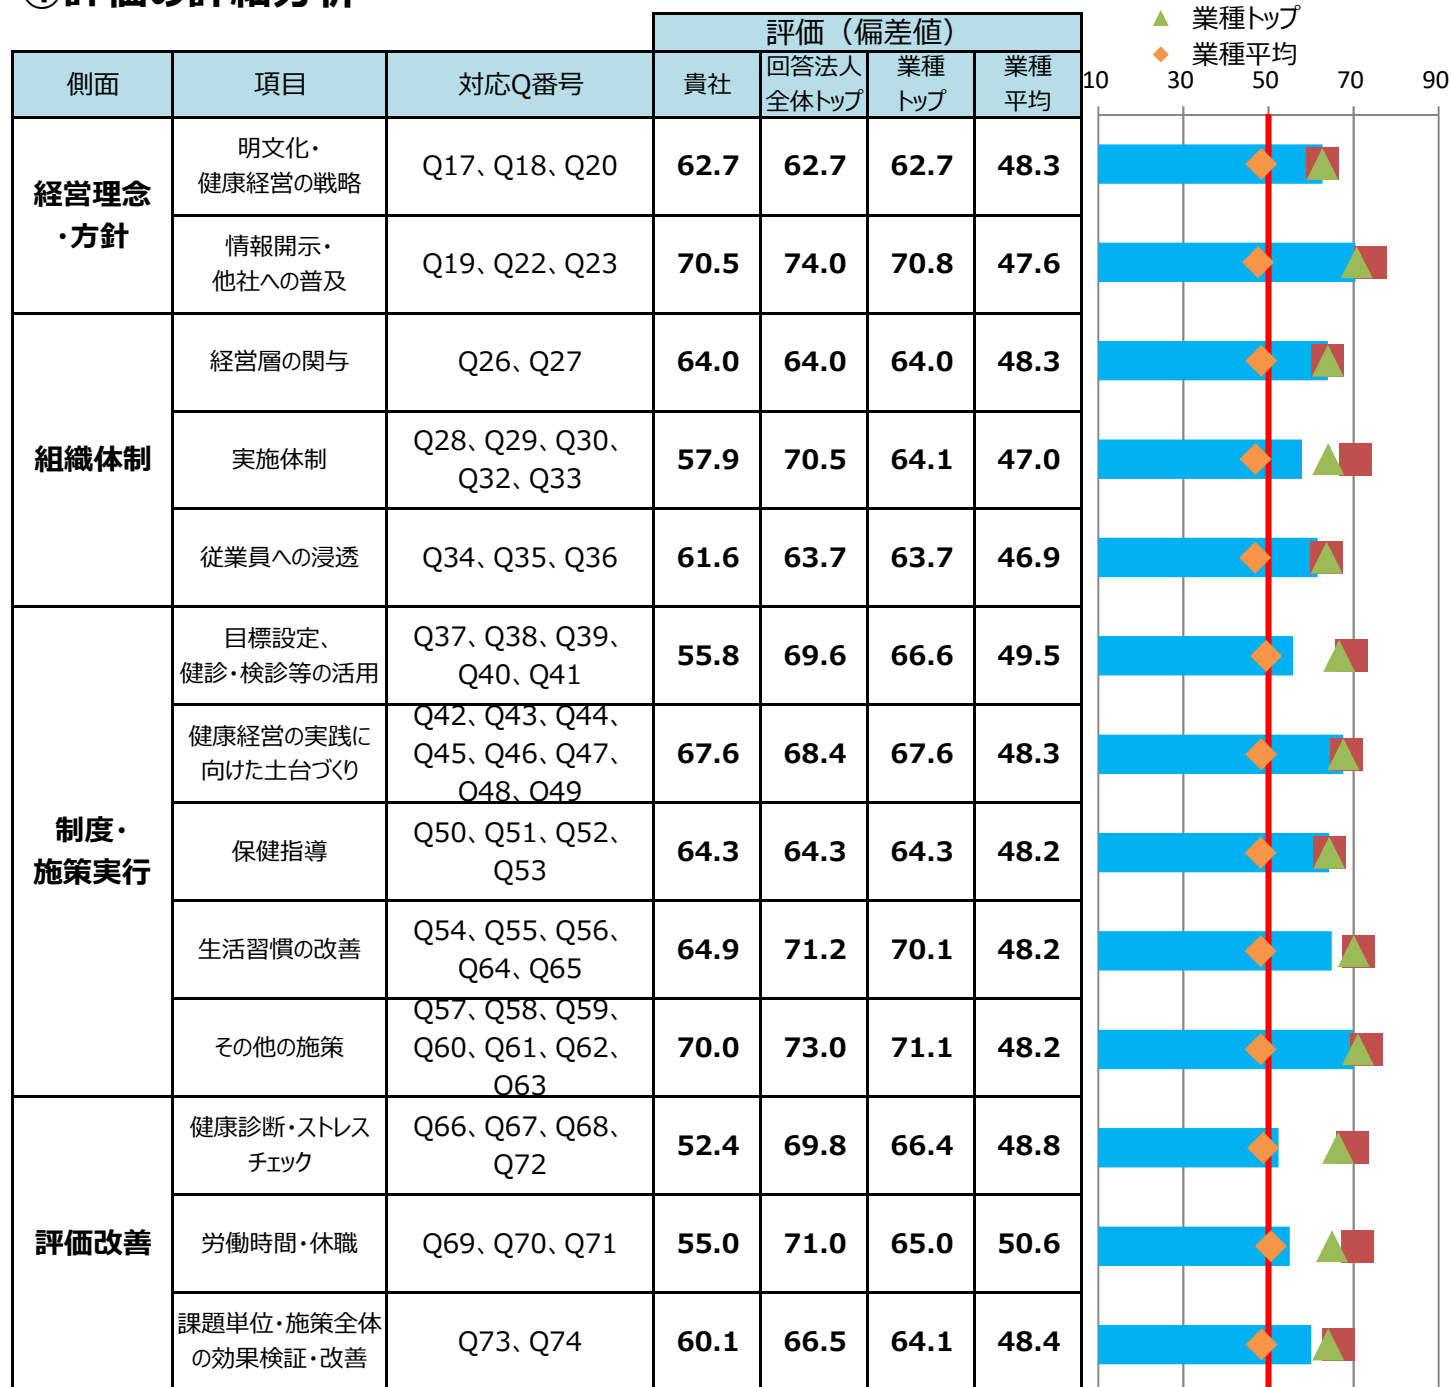 ①評価の詳細分析
▲ 業種トップ
◆ 業種平均
評価（偏差値）
側面 項目 対応Q番号 貴社 回答法人 業種 業種
全体トップ トップ 平均
10 30 50 70 90
経営理念
・方針
明文化・
健康経営の戦略
Q17、Q18、Q20 62.7 62.7 62.7 48.3
情報開示・
他社への普及
Q19、Q22、Q23 70.5 74.0 70.8 47.6
組織体制
経営層の関与 Q26、Q27 64.0 64.0 64.0 48.3
実施体制
Q28、Q29、Q30、
Q32、Q33
57.9 70.5 64.1 47.0
従業員への浸透 Q34、Q35、Q36 61.6 63.7 63.7 46.9
制度・
施策実行
目標設定、
健診・検診等の活用
Q37、Q38、Q39、
Q40、Q41
55.8 69.6 66.6 49.5
健康経営の実践に
向けた土台づくり
Q42、Q43、Q44、
Q45、Q46、Q47、
Q48、Q49
67.6 68.4 67.6 48.3
保健指導
Q50、Q51、Q52、
Q53
64.3 64.3 64.3 48.2
生活習慣の改善
Q54、Q55、Q56、
Q64、Q65
64.9 71.2 70.1 48.2
その他の施策
Q57、Q58、Q59、
Q60、Q61、Q62、
Q63
70.0 73.0 71.1 48.2
評価改善
健康診断・ストレス
チェック
Q66、Q67、Q68、
Q72
52.4 69.8 66.4 48.8
労働時間・休職 Q69、Q70、Q71 55.0 71.0 65.0 50.6
課題単位・施策全体
の効果検証・改善
Q73、Q74 60.1 66.5 64.1 48.4